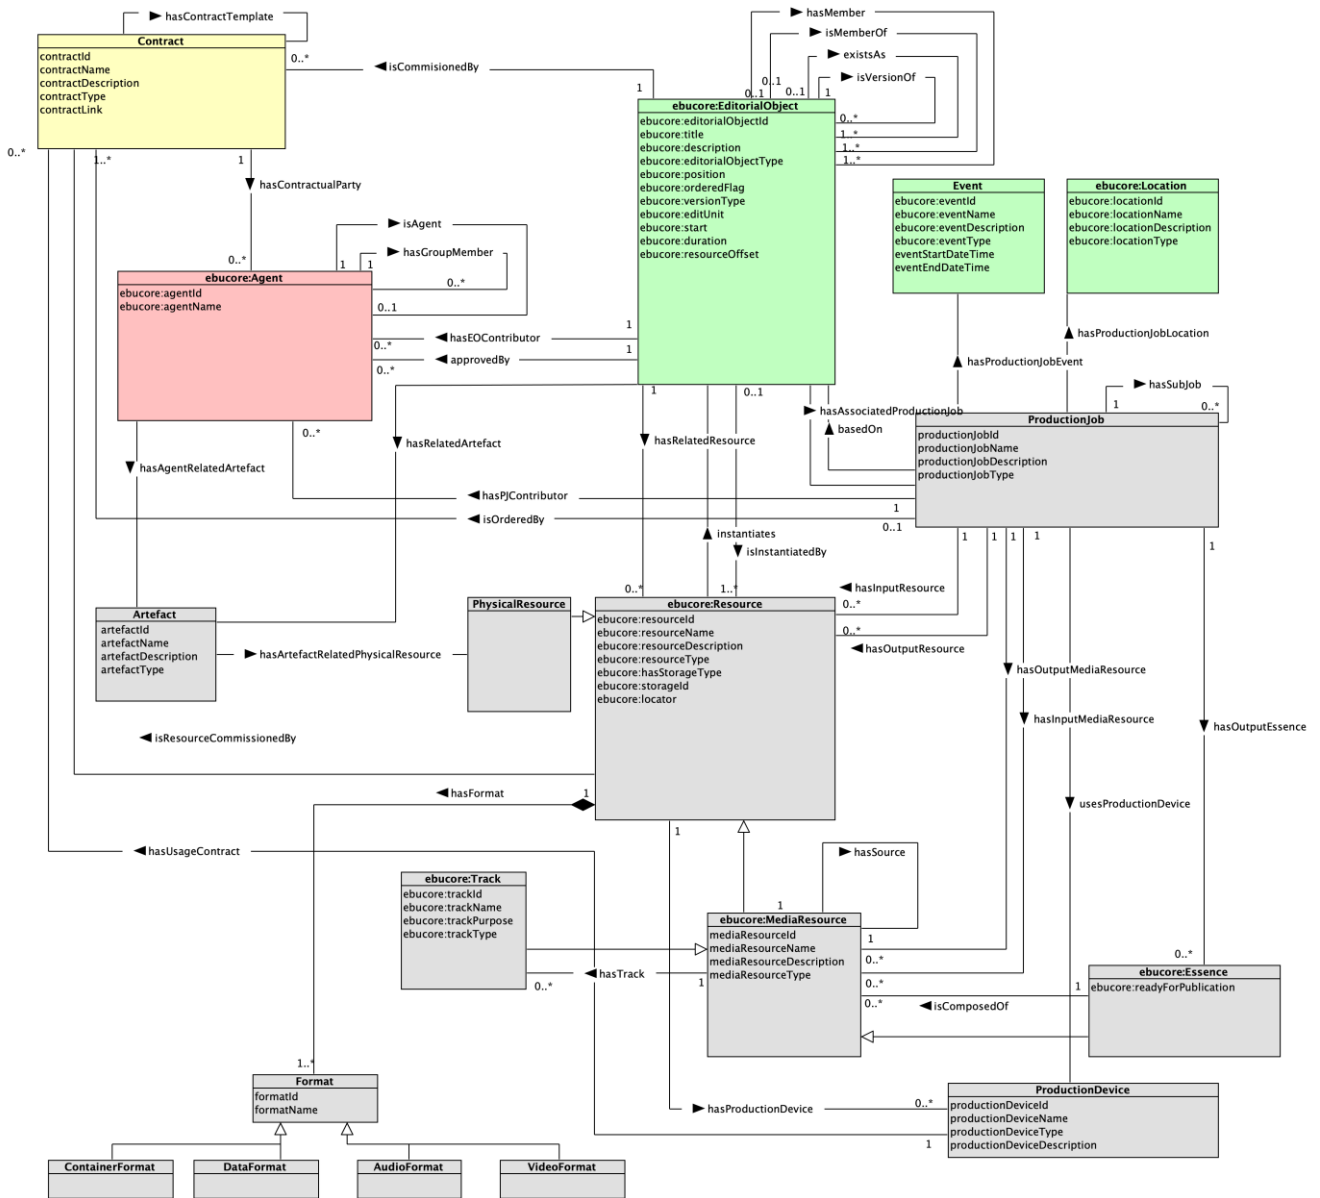 hasContractTemplate
Contract
contractId
contractName
contractDescription
contractType
contractLink
0..*
isCommisionedBy
1
0..*
1..*
1
hasContractualParty
0..*
hasMember
isMemberOf
existsAs
isVersionOf
0..1
0..1
0..1
1
ebucore:EditorialObject
ebucore:editorialObjectId
ebucore:title
ebucore:description
ebucore:editorialObjectType
ebucore:position
ebucore:orderedFlag
ebucore:versionType
ebucore:editUnit
ebucore:start
ebucore:duration
ebucore:resourceOffset
0..*
1..*
1..*
1..*
Event
ebucore:eventId
ebucore:eventName
ebucore:eventDescription
ebucore:eventType
eventStartDateTime
eventEndDateTime
ebucore:Location
ebucore:locationId
ebucore:locationName
ebucore:locationDescription
ebucore:locationType
isAgent
hasGroupMember
1
1
0..*
0..1
ebucore:Agent
ebucore:agentId
ebucore:agentName
hasEOContributor
1
0..*
approvedBy
1
0..*
hasProductionJobLocation
hasProductionJobEvent
hasSubJob
1
0..*
ProductionJob
productionJobId
productionJobName
productionJobDescription
productionJobType
1
0..1
hasAssociatedProductionJob
basedOn
0..*
hasRelatedArtefact
hasRelatedResource
hasAgentRelatedArtefact
hasPJContributor
1
isOrderedBy
0..1
instantiates
isInstantiatedBy
1
1
1
1
1
0..*
1..*
hasInputResource
0..*
0..*
hasOutputResource
Artefact
artefactId
artefactName
artefactDescription
artefactType
hasArtefactRelatedPhysicalResource
PhysicalResource
ebucore:Resource
ebucore:resourceId
ebucore:resourceName
ebucore:resourceDescription
ebucore:resourceType
ebucore:hasStorageType
ebucore:storageId
ebucore:locator
hasOutputMediaResource
hasInputMediaResource
hasOutputEssence
isResourceCommissionedBy
hasFormat
1
usesProductionDevice
1
hasUsageContract
hasSource
ebucore:Track
ebucore:trackId
ebucore:trackName
ebucore:trackPurpose
ebucore:trackType
1
ebucore:MediaResource
mediaResourceId
mediaResourceName
mediaResourceDescription
mediaResourceType
1
0..*
0..*
0..*
hasTrack
0..*
1
0..*
ebucore:Essence
ebucore:readyForPublication
1
isComposedOf
1..*
Format
formatId
formatName
hasProductionDevice
0..*
1
ProductionDevice
productionDeviceId
productionDeviceName
productionDeviceType
productionDeviceDescription
ContainerFormat
DataFormat
AudioFormat
VideoFormat